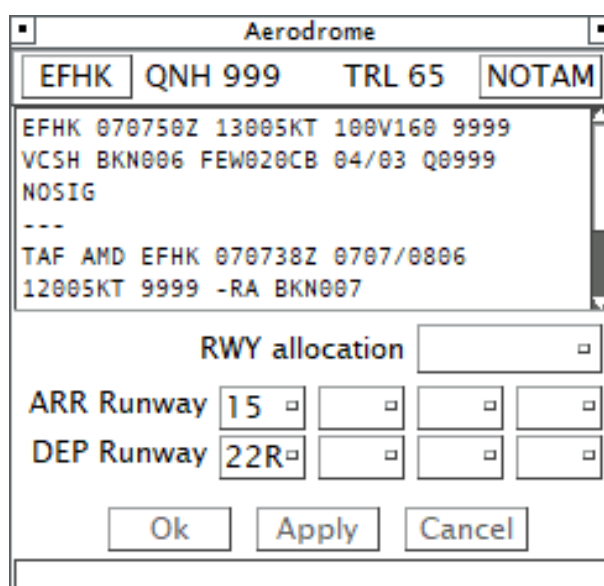 Aerodrome
EFHK QNH 999 TRL 65 NOTAM
EFHK 070750Z 13005KT 100V160 9999
VCSH BKN006 FEW020CB 04/03 Q0999
NOSIG
---
TAF AMD EFHK 070738Z 0707/0806
12005KT 9999 -RA BKN007
RWY allocation
ARR Runway 15
DEP Runway 22R
Ok Apply Cancel